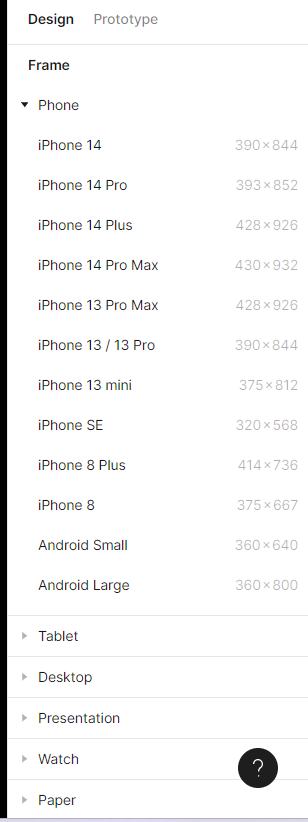 Design Prototype
Frame
Phone
iPhone 14 390×844
iPhone 14 Pro 393×852
iPhone 14 Plus 428×926
iPhone 14 Pro Max 430×932
iPhone 13 Pro Max 428×926
iPhone 13 / 13 Pro 390×844
iPhone 13 mini 375×812
iPhone SE 320×568
iPhone 8 Plus 414×736
iPhone 8 375×667
Android Small 360×640
Android Large 360×800
Tablet
Desktop
Presentation
Watch
?
Paper